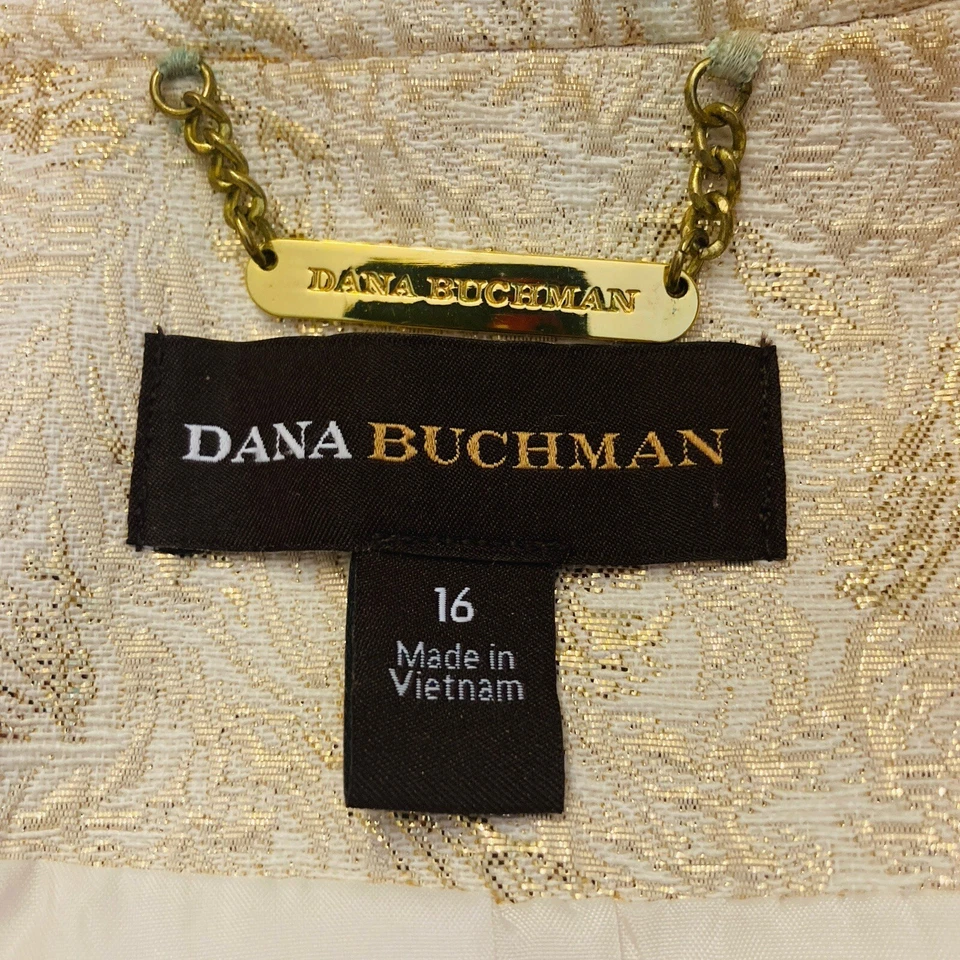 DANA BUCHMAN
DANA BUCHMAN
16
Made in
Vietnam